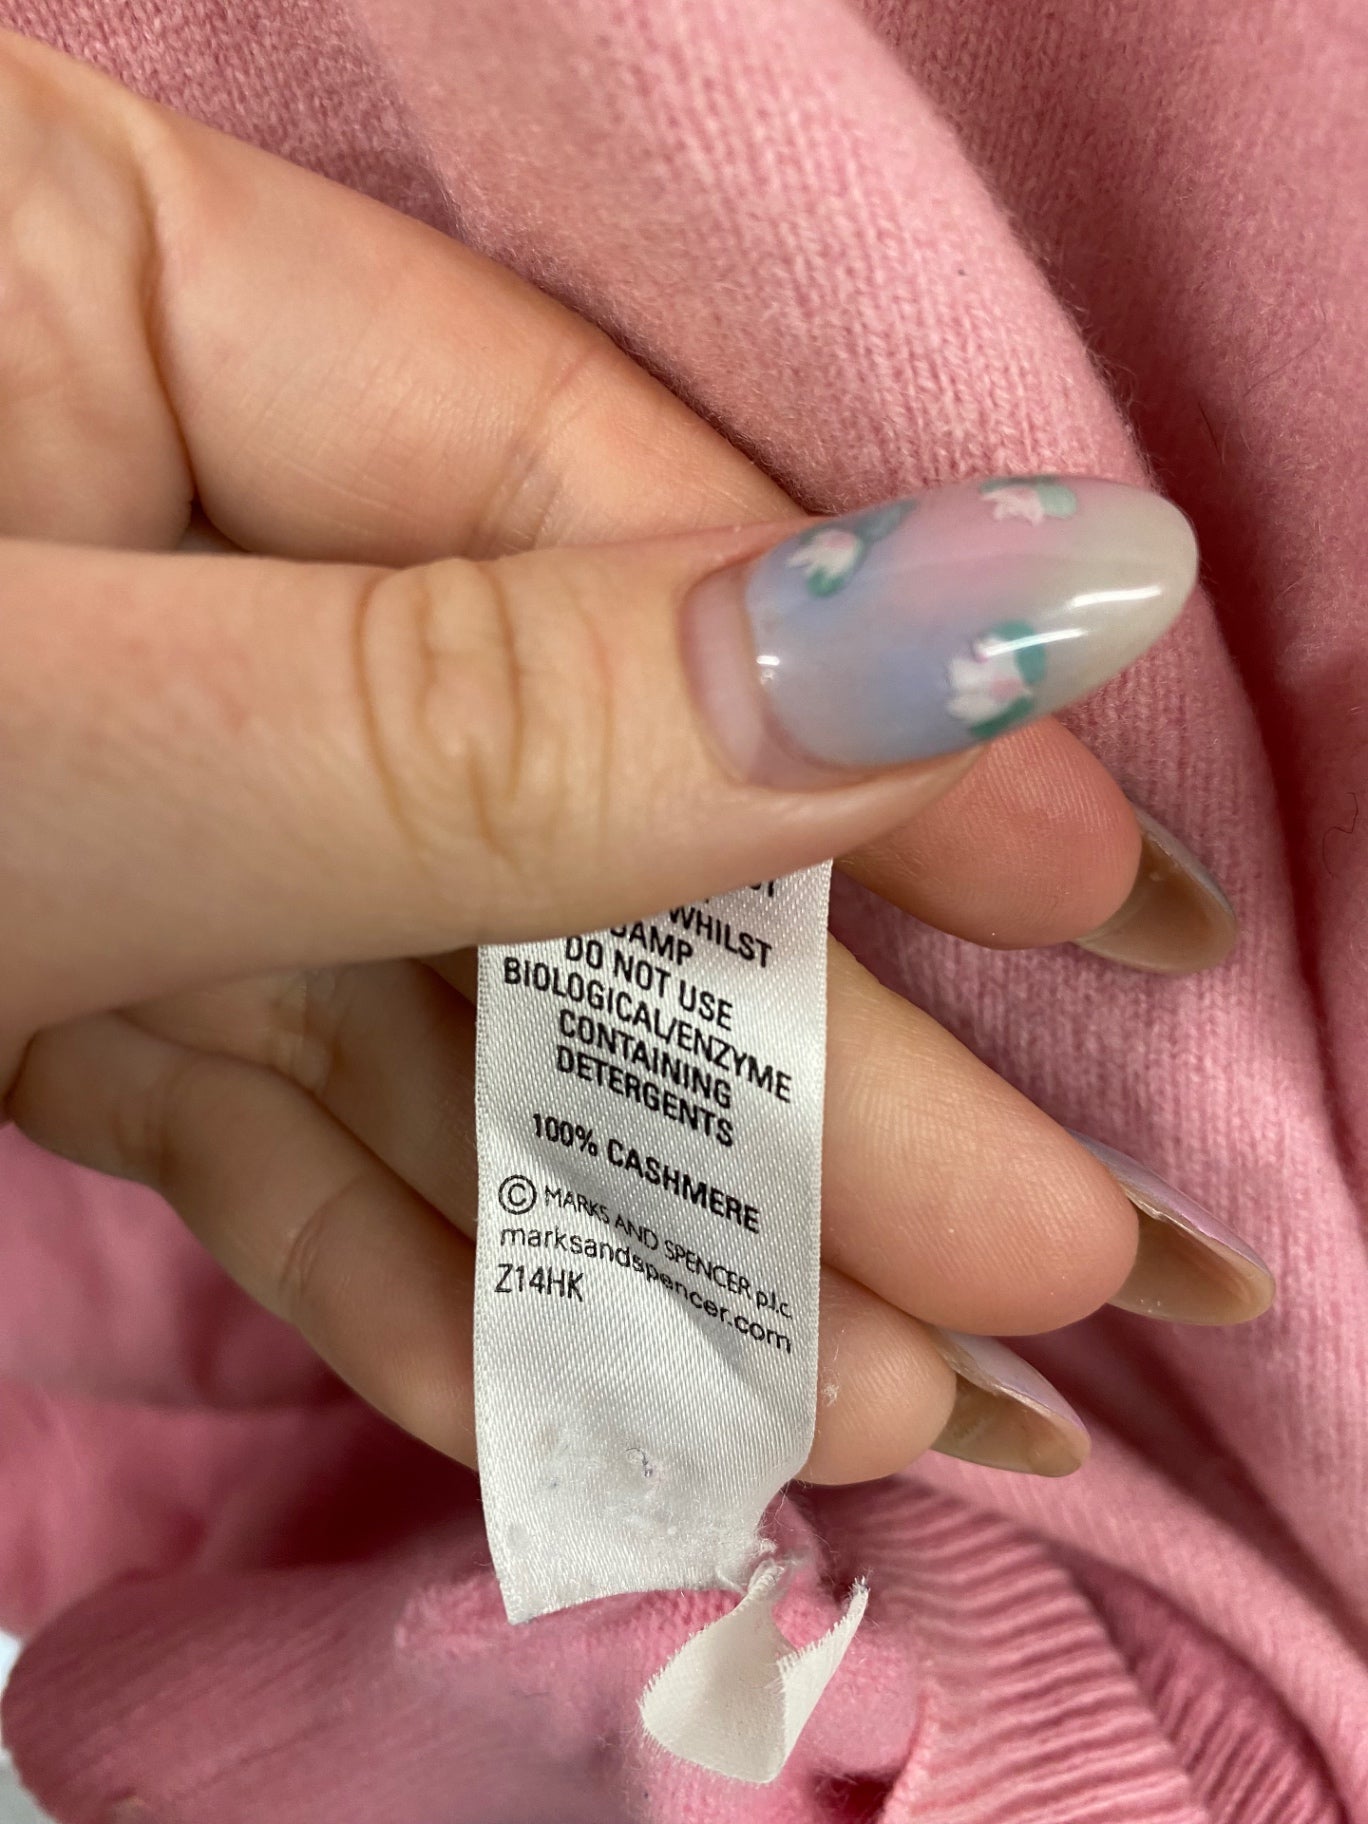 WHILST
DAMP
DO NOT USE
BIOLOGICAL/ENZYME
CONTAINING
DETERGENTS
100% CASHMERE
© MARKS AND SPENCER p.l.c.
marksandspencer.com
Z14HK